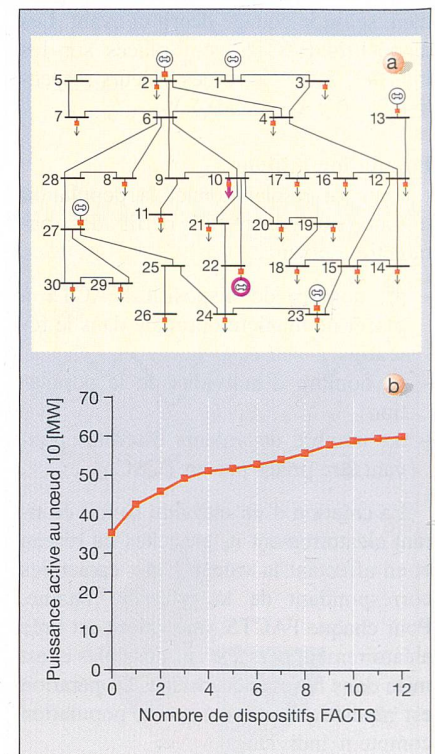 a
5 2 1 3
7 6 4 13
28 8 9 10 17 16 12
11 21 20 19
27
25 22 18 15 14
30 29
26 24 23
b
Puissance active au nœud 10 [MW]
70
60
50
40
30
20
10
0
0 2 4 6 8 10 12
Nombre de dispositifs FACTS